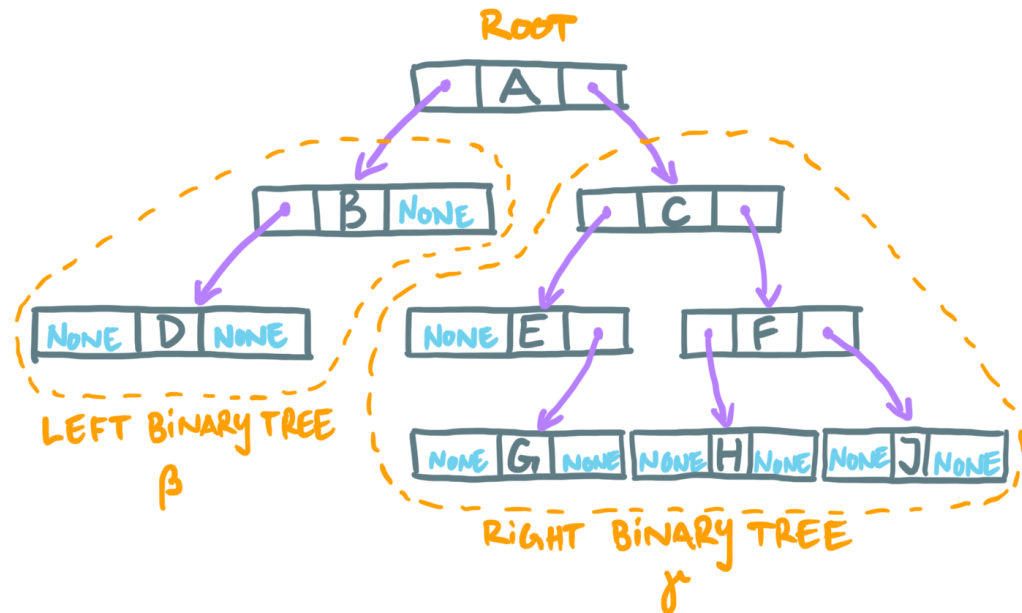 ROOT
A
B NONE
C
NONE D NONE
NONE E
F
LEFT BINARY TREE
β
NONE G NONE
NONE H NONE
NONE J NONE
RIGHT BINARY TREE
γ